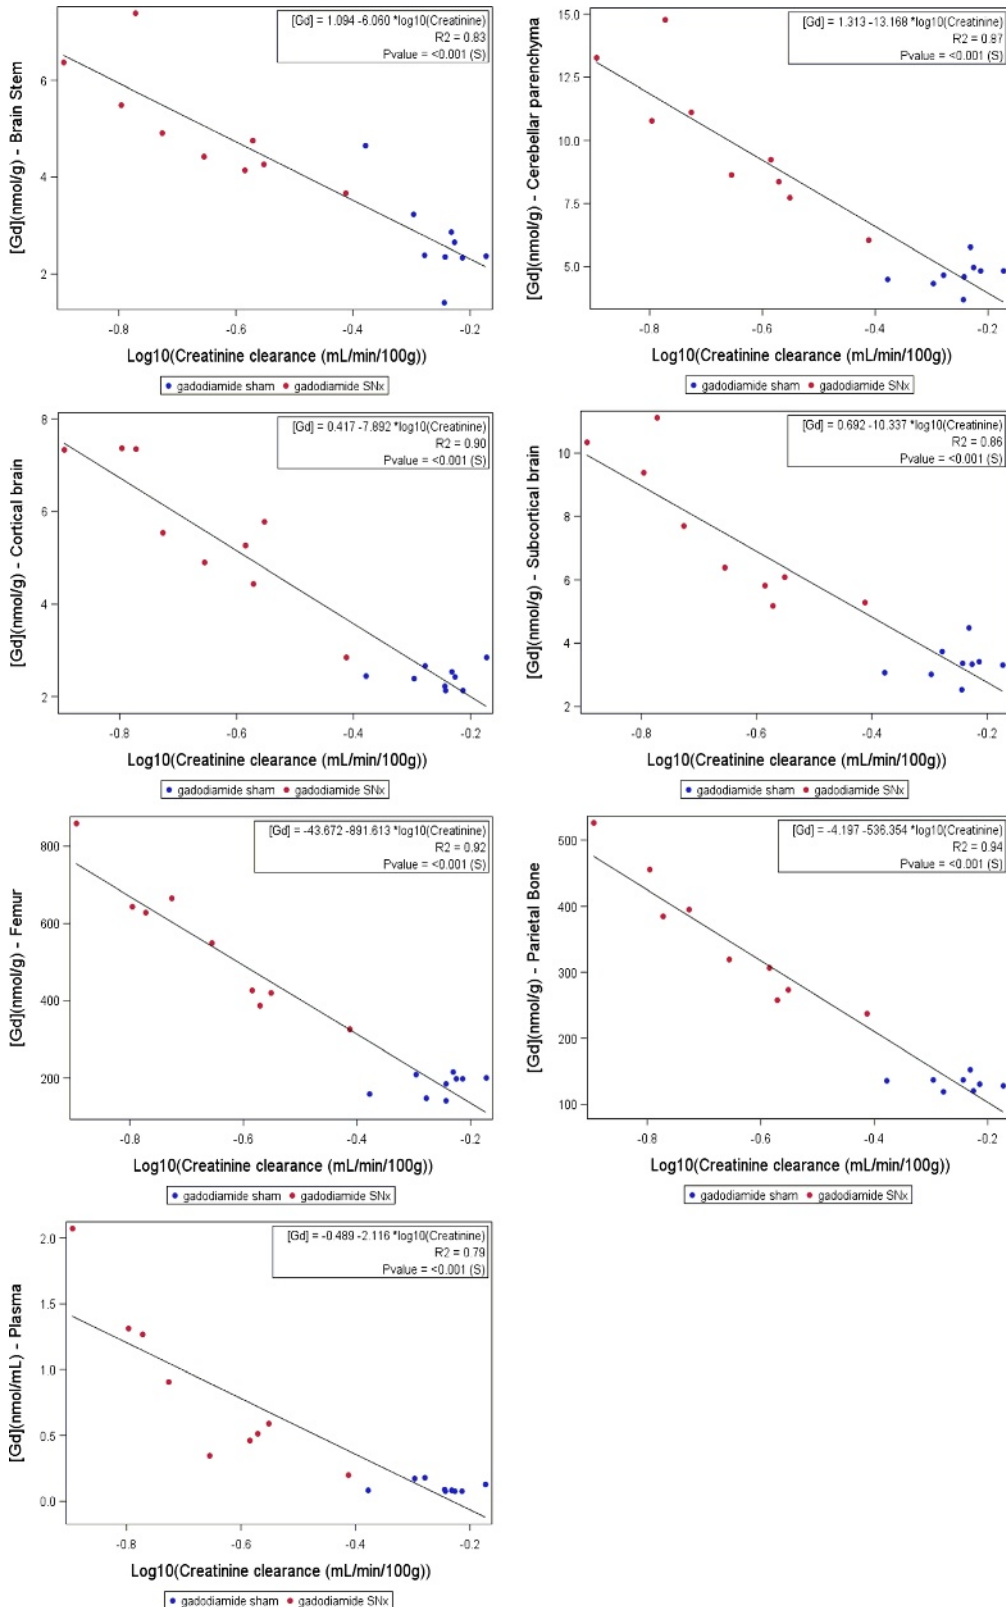 [Gd] = 1.094 -6.060 *log10(Creatinine)
R2 = 0.83
Pvalue = <0.001 (S)
[Gd](nmol/g) - Brain Stem
6
4
2
-0.8 -0.6 -0.4 -0.2
Log10(Creatinine clearance (mL/min/100g))
gadodiamide sham gadodiamide SNx
[Gd] = 1.313 -13.168 *log10(Creatinine)
R2 = 0.87
Pvalue = <0.001 (S)
[Gd](nmol/g) - Cerebellar parenchyma
15.0
12.5
10.0
7.5
5.0
-0.8 -0.6 -0.4 -0.2
Log10(Creatinine clearance (mL/min/100g))
gadodiamide sham gadodiamide SNx
[Gd] = 0.417 -7.892 *log10(Creatinine)
R2 = 0.90
Pvalue = <0.001 (S)
[Gd](nmol/g) - Cortical brain
8
6
4
2
-0.8 -0.6 -0.4 -0.2
Log10(Creatinine clearance (mL/min/100g))
gadodiamide sham gadodiamide SNx
[Gd] = 0.692 -10.337 *log10(Creatinine)
R2 = 0.86
Pvalue = <0.001 (S)
[Gd](nmol/g) - Subcortical brain
10
8
6
4
2
-0.8 -0.6 -0.4 -0.2
Log10(Creatinine clearance (mL/min/100g))
gadodiamide sham gadodiamide SNx
[Gd] = -43.672 -891.613 *log10(Creatinine)
R2 = 0.92
Pvalue = <0.001 (S)
[Gd](nmol/g) - Femur
800
600
400
200
-0.8 -0.6 -0.4 -0.2
Log10(Creatinine clearance (mL/min/100g))
gadodiamide sham gadodiamide SNx
[Gd] = -4.197 -536.354 *log10(Creatinine)
R2 = 0.94
Pvalue = <0.001 (S)
[Gd](nmol/g) - Parietal Bone
500
400
300
200
100
-0.8 -0.6 -0.4 -0.2
Log10(Creatinine clearance (mL/min/100g))
gadodiamide sham gadodiamide SNx
[Gd] = -0.489 -2.116 *log10(Creatinine)
R2 = 0.79
Pvalue = <0.001 (S)
[Gd](nmol/mL) - Plasma
2.0
1.5
1.0
0.5
0.0
-0.8 -0.6 -0.4 -0.2
Log10(Creatinine clearance (mL/min/100g))
gadodiamide sham gadodiamide SNx